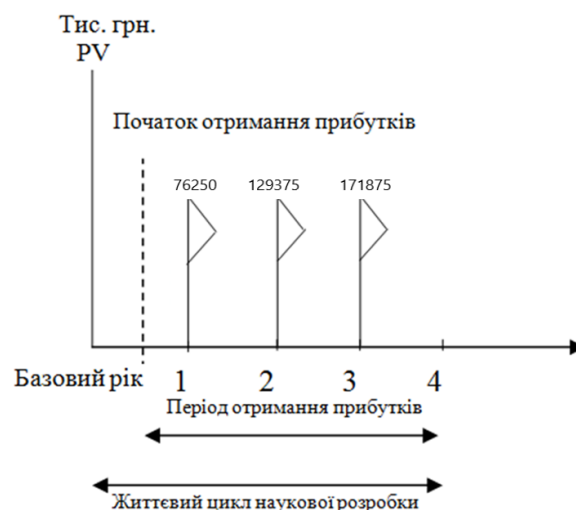 Тис. грн.
PV
Початок отримання прибутків
76250 129375 171875
Базовий рік 1 2 3 4
Період отримання прибутків
Життєвий цикл наукової розробки